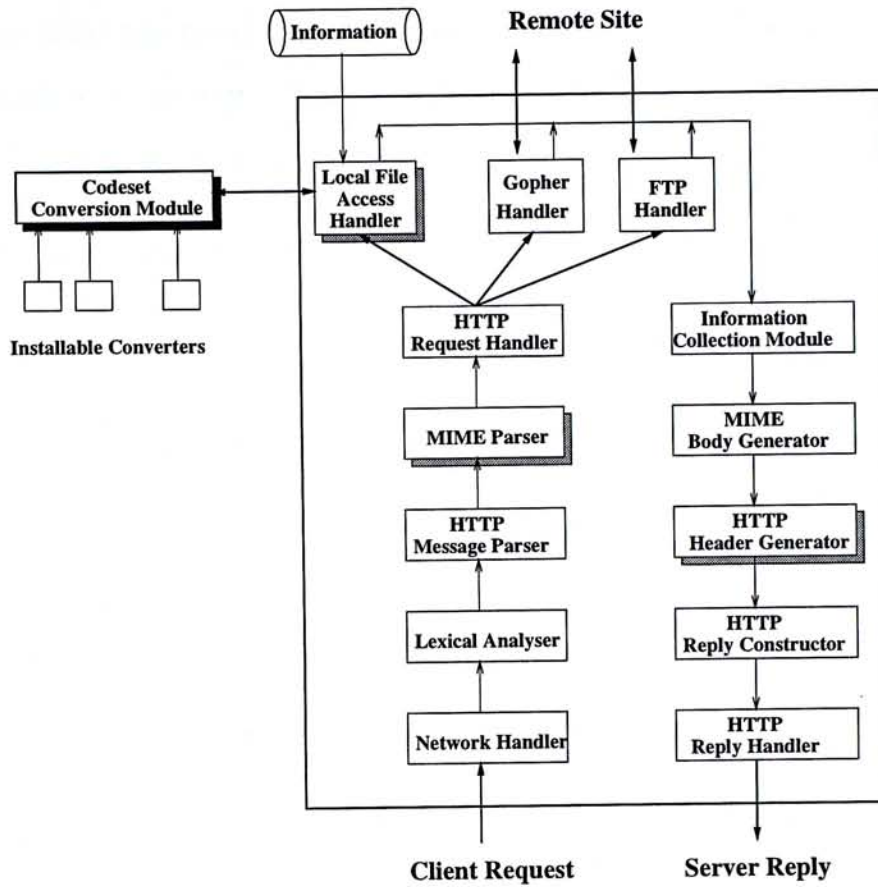 Information
Remote Site
Codeset
Conversion Module
Local File
Access
Handler
Gopher
Handler
FTP
Handler
Installable Converters
HTTP
Request Handler
Information
Collection Module
MIME Parser
MIME
Body Generator
HTTP
Message Parser
HTTP
Header Generator
Lexical Analyser
HTTP
Reply Constructor
Network Handler
HTTP
Reply Handler
Client Request
Server Reply